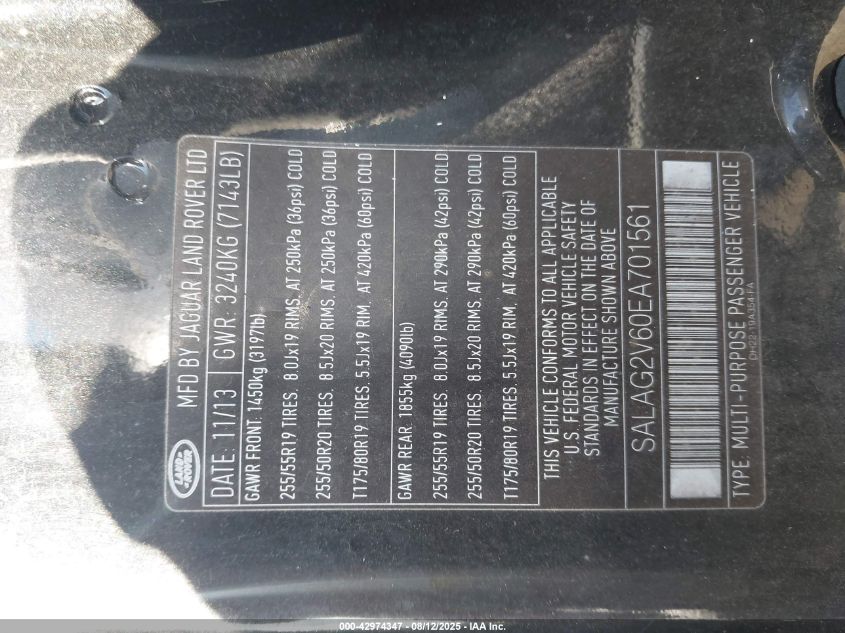 LAND-
ROVER
MFD BY JAGUAR LAND ROVER LTD
DATE: 11/13 GWR: 3240KG (7143LB)
GAWR FRONT: 1450kg (3197lb)
255/55R19 TIRES. 8.0Jx19 RIMS. AT 250kPa (36psi) COLD
255/50R20 TIRES. 8.5Jx20 RIMS. AT 250kPa (36psi) COLD
T175/80R19 TIRES. 5.5Jx19 RIM. AT 420kPa (60psi) COLD
GAWR REAR. 1855kg (4090lb)
255/55R19 TIRES. 8.0Jx19 RIMS. AT 290kPa (42psi) COLD
255/50R20 TIRES. 8.5Jx20 RIMS. AT 290kPa (42psi) COLD
T175/80R19 TIRES. 5.5Jx19 RIM. AT 420kPa (60psi) COLD
THIS VEHICLE CONFORMS TO ALL APPLICABLE
U.S. FEDERAL MOTOR VEHICLE SAFETY
STANDARDS IN EFFECT ON THE DATE OF
MANUFACTURE SHOWN ABOVE
SALAG2V60EA701561
TYPE: MULTI-PURPOSE PASSENGER VEHICLE
DH22 19A354-FA
000-42974347 - 08/12/2025 - IAA Inc.